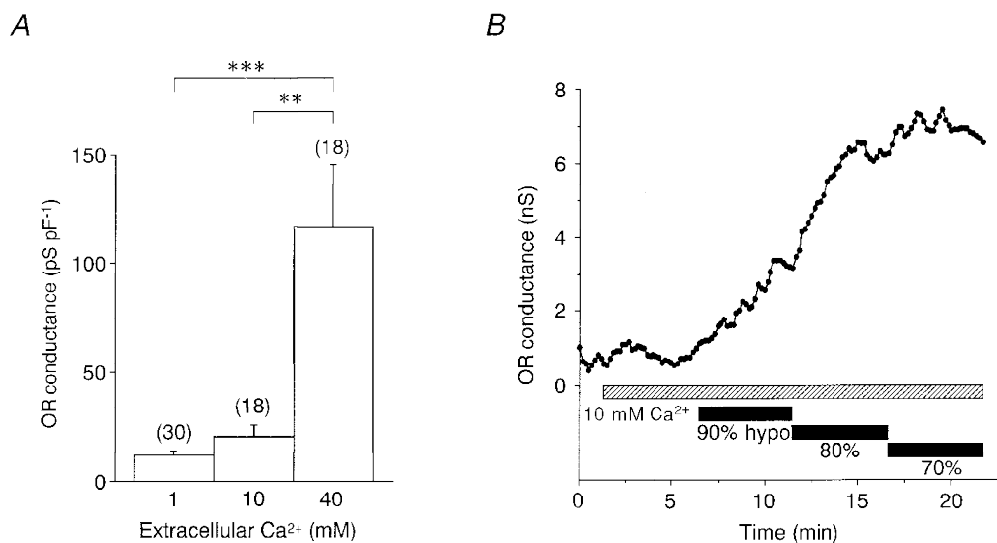 A
***
**
150
100
50
0
OR conductance (pS pF⁻¹)
(30)
(18)
(18)
1 10 40
Extracellular Ca²⁺ (mM)
B
8
6
4
2
0
OR conductance (nS)
10 mM Ca²⁺
90% hypo
80%
70%
0 5 10 15 20
Time (min)